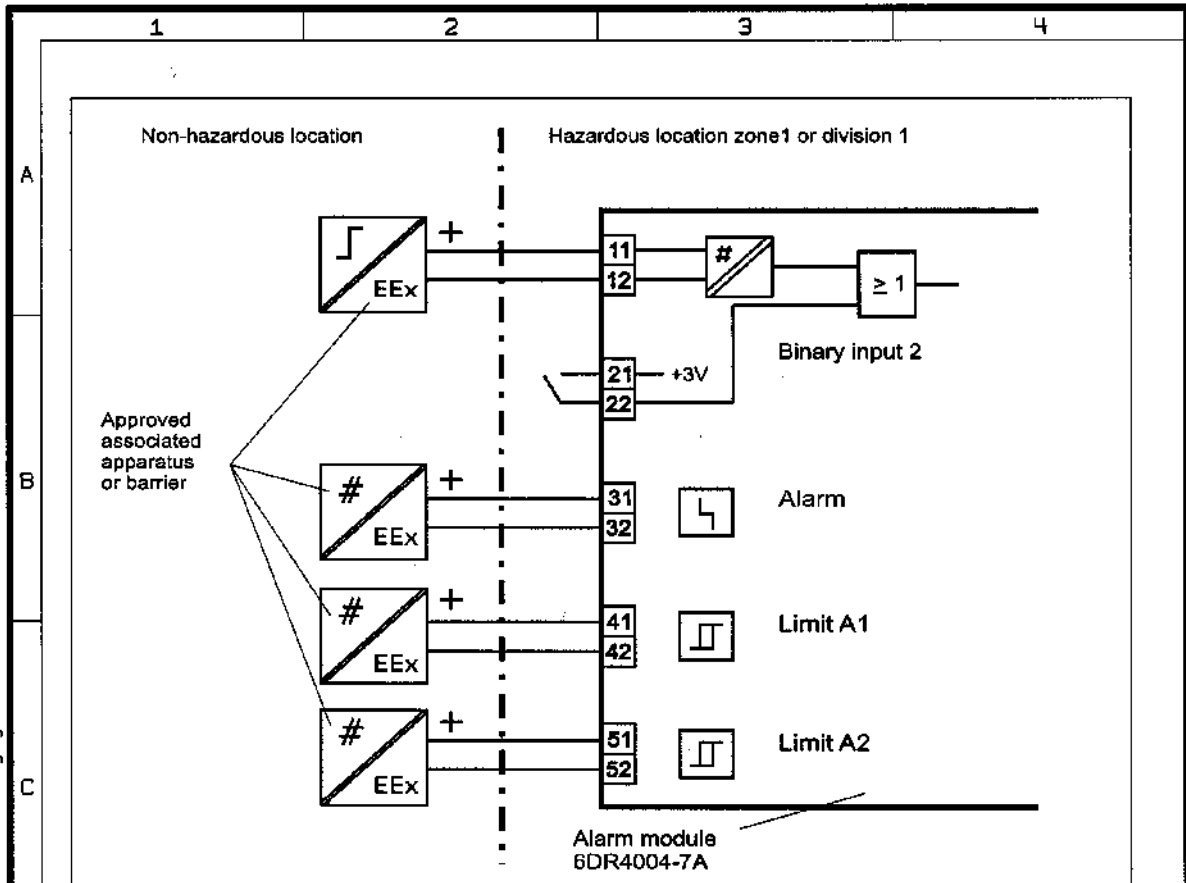 1 2 3 4
A
B
C
Non-hazardous location
Hazardous location zone1 or division 1
+
EEx
11
12
#
≥ 1
Binary input 2
21
+3V
22
Approved
associated
apparatus
or barrier
#
+
EEx
31
32
Alarm
#
+
EEx
41
42
Limit A1
#
+
EEx
51
52
Limit A2
Alarm module
6DR4004-7A